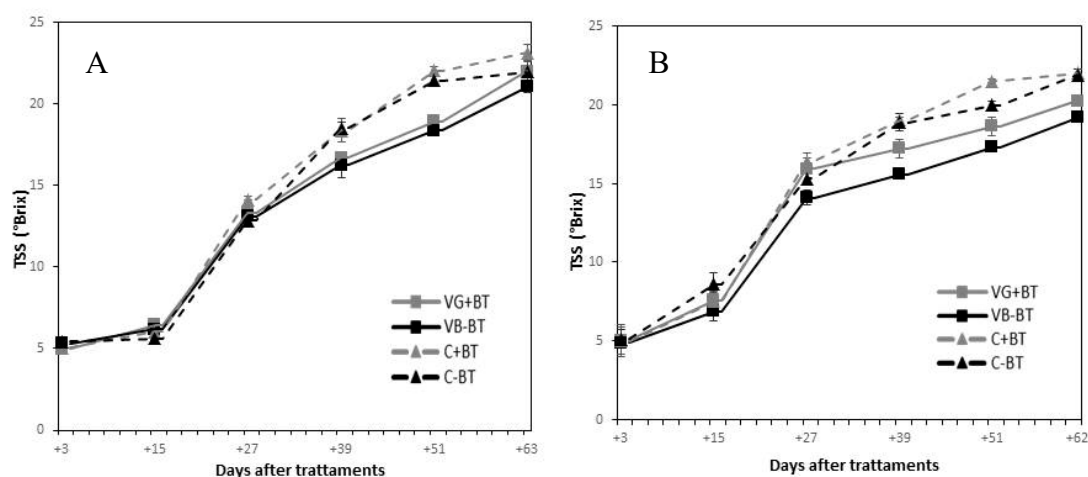 A
25
20
15
10
5
0
TSS (°Brix)
VG+BT
VB-BT
C+BT
C-BT
+3 +15 +27 +39 +51 +63
Days after trattaments
B
25
20
15
10
5
0
TSS (°Brix)
VG+BT
VB-BT
C+BT
C-BT
+3 +15 +27 +39 +51 +62
Days after trattaments